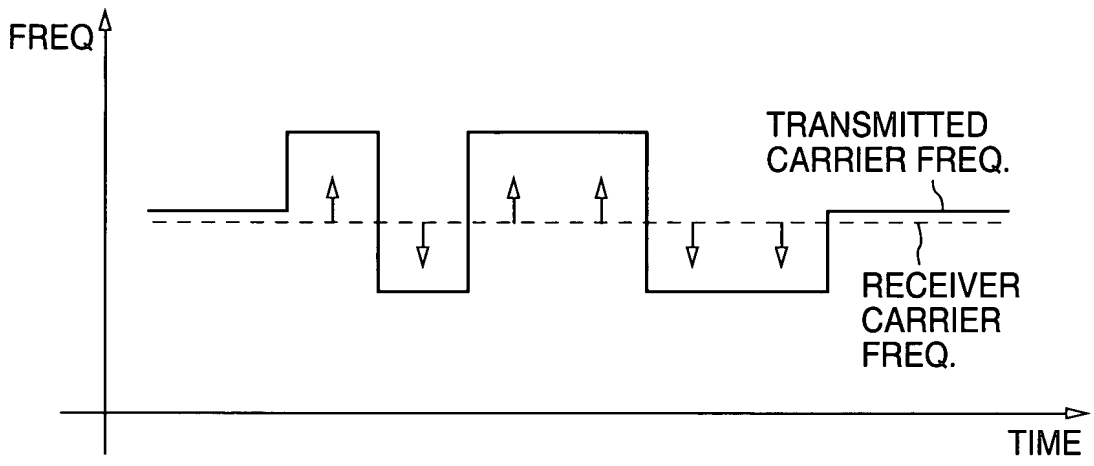 FREQ
TRANSMITTED
CARRIER FREQ.
RECEIVER
CARRIER
FREQ.
TIME